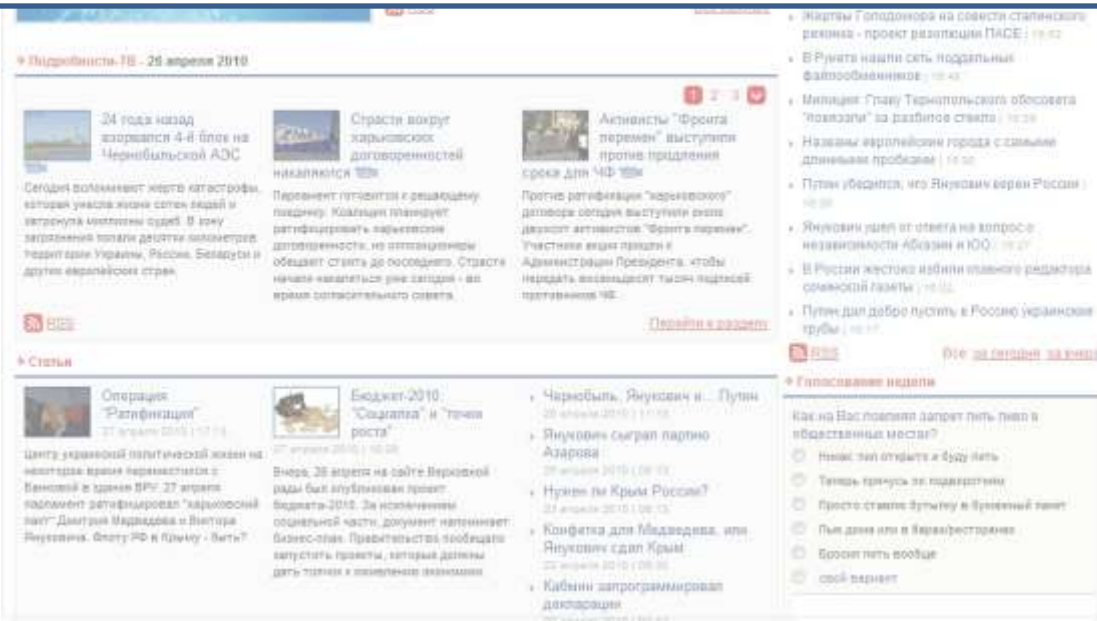 Подробности-ТВ - 26 апреля 2010
1 2 3
24 года назад
взорвался 4-й блок на
Чернобыльской АЭС
Сегодня вспоминают жертв катастрофы,
которая унесла жизни сотен людей и
затронула миллионы судеб. В зону
загрязнения попали десятки километров
территории Украины, России, Беларуси и
других европейских стран.
Страсти вокруг
харьковских
договоренностей
накаляются
Парламент готовится к решающему
поединку. Коалиция планирует
ратифицировать харьковские
договоренности, но оппозиционеры
обещают стоять до последнего. Страсти
начали накаляться уже сегодня - во
время согласительного совета.
Активисты "Фронта
перемен" выступили
против продления
срока для ЧФ
Против ратификации "харьковского"
договора сегодня выступили около
двухсот активистов "Фронта перемен".
Участники акции пришли к
Администрации Президента, чтобы
передать восемьдесят тысяч подписей
противников ЧФ.
RSS
Перейти к разделу
Статьи
Операция
"Ратификация"
27 апреля 2010 |
Центр украинской политической жизни на
некоторое время переместился с
Банковой в здание ВРУ. 27 апреля
парламент ратифицировал "харьковский
пакт" Дмитрия Медведева и Виктора
Януковича. Флоту РФ в Крыму - быть?
Бюджет-2010:
"Социалка" и "точки
роста"
27 апреля 2010 |
Вчера, 26 апреля на сайте Верховной
рады был опубликован проект
бюджета-2010. За исключением
социальной части, документ напоминает
бизнес-план. Правительство пообещало
запустить проекты, которые должны
дать толчок к оживлению экономики.
Чернобыль, Янукович и... Путин
Янукович сыграл партию
Азарова
Нужен ли Крым России?
Конфетка для Медведева, или
Янукович сдал Крым
Кабмин запрограммировал
декларации
Жертвы Голодомора на совести сталинского
режима - проект резолюции ПАСЕ |
В Рунете нашли сеть поддельных
файлообменников |
Милиция: Главу Тернопольского облсовета
"повязали" за разбитое стекло |
Названы европейские города с самыми
длинными пробками |
Путин убедился, что Янукович верен России |
Янукович ушел от ответа на вопрос о
независимости Абхазии и ЮО |
В России жестоко избили главного редактора
сочинской газеты |
Путин дал добро пустить в Россию украинские
трубы |
RSS
Все: за сегодня за вчера
Голосование недели
Как на Вас повлиял запрет пить пиво в
общественных местах?
Никак: пил открыто и буду пить
Теперь прячусь по подворотням
Просто ставлю бутылку в бумажный пакет
Пью дома или в барах/ресторанах
Бросил пить вообще
свой вариант